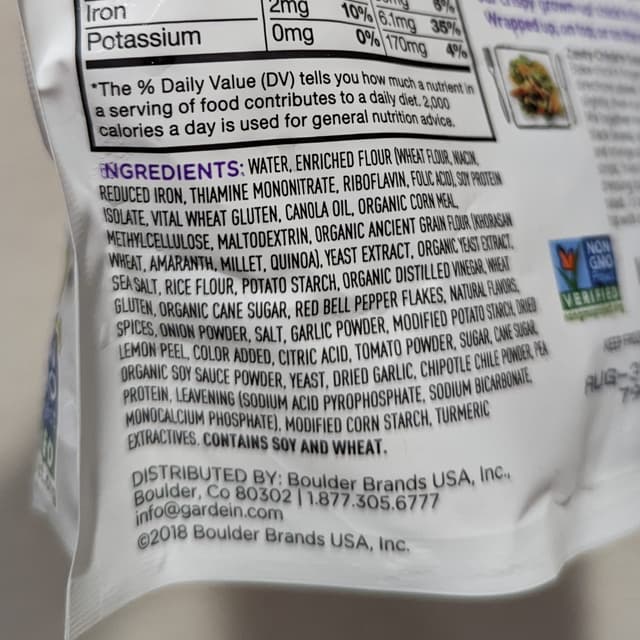 Iron 2mg 10% 6.1mg 35%
Potassium 0mg 0% 170mg 4%
*The % Daily Value (DV) tells you how much a nutrient in
a serving of food contributes to a daily diet. 2,000
calories a day is used for general nutrition advice.
INGREDIENTS: WATER, ENRICHED FLOUR (WHEAT FLOUR, NIACIN,
REDUCED IRON, THIAMINE MONONITRATE, RIBOFLAVIN, FOLIC ACID), SOY PROTEIN
ISOLATE, VITAL WHEAT GLUTEN, CANOLA OIL, ORGANIC CORN MEAL,
METHYLCELLULOSE, MALTODEXTRIN, ORGANIC ANCIENT GRAIN FLOUR (KHORASAN
WHEAT, AMARANTH, MILLET, QUINOA), YEAST EXTRACT, ORGANIC YEAST EXTRACT,
SEA SALT, RICE FLOUR, POTATO STARCH, ORGANIC DISTILLED VINEGAR, WHEAT
GLUTEN, ORGANIC CANE SUGAR, RED BELL PEPPER FLAKES, NATURAL FLAVORS,
SPICES, ONION POWDER, SALT, GARLIC POWDER, MODIFIED POTATO STARCH, DRIED
LEMON PEEL, COLOR ADDED, CITRIC ACID, TOMATO POWDER, SUGAR, CANE SUGAR,
ORGANIC SOY SAUCE POWDER, YEAST, DRIED GARLIC, CHIPOTLE CHILE POWDER, PEA
PROTEIN, LEAVENING (SODIUM ACID PYROPHOSPHATE, SODIUM BICARBONATE,
MONOCALCIUM PHOSPHATE), MODIFIED CORN STARCH, TURMERIC
EXTRACTIVES. CONTAINS SOY AND WHEAT.
DISTRIBUTED BY: Boulder Brands USA, Inc.,
Boulder, Co 80302 | 1.877.305.6777
info@gardein.com
©2018 Boulder Brands USA, Inc.
NON
GMO
VERIFIED